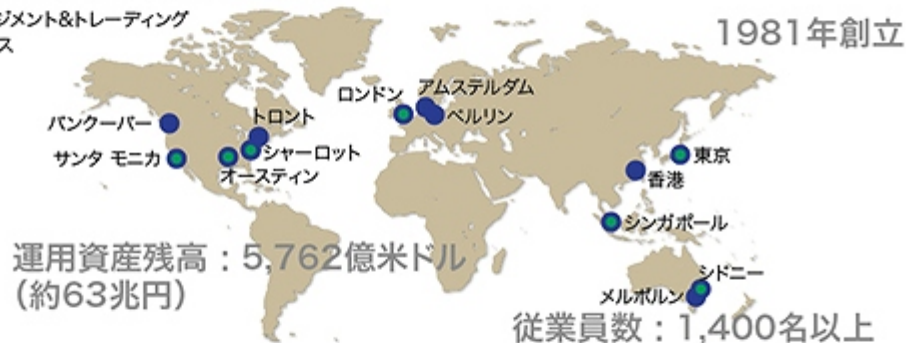 ジメント&トレーディング
ス
1981年創立
ロンドン
アムステルダム
ベルリン
バンクーバー
トロント
サンタ モニカ
シャーロット
オースティン
東京
香港
シンガポール
運用資産残高：5,762億米ドル
（約63兆円）
シドニー
メルボルン
従業員数：1,400名以上